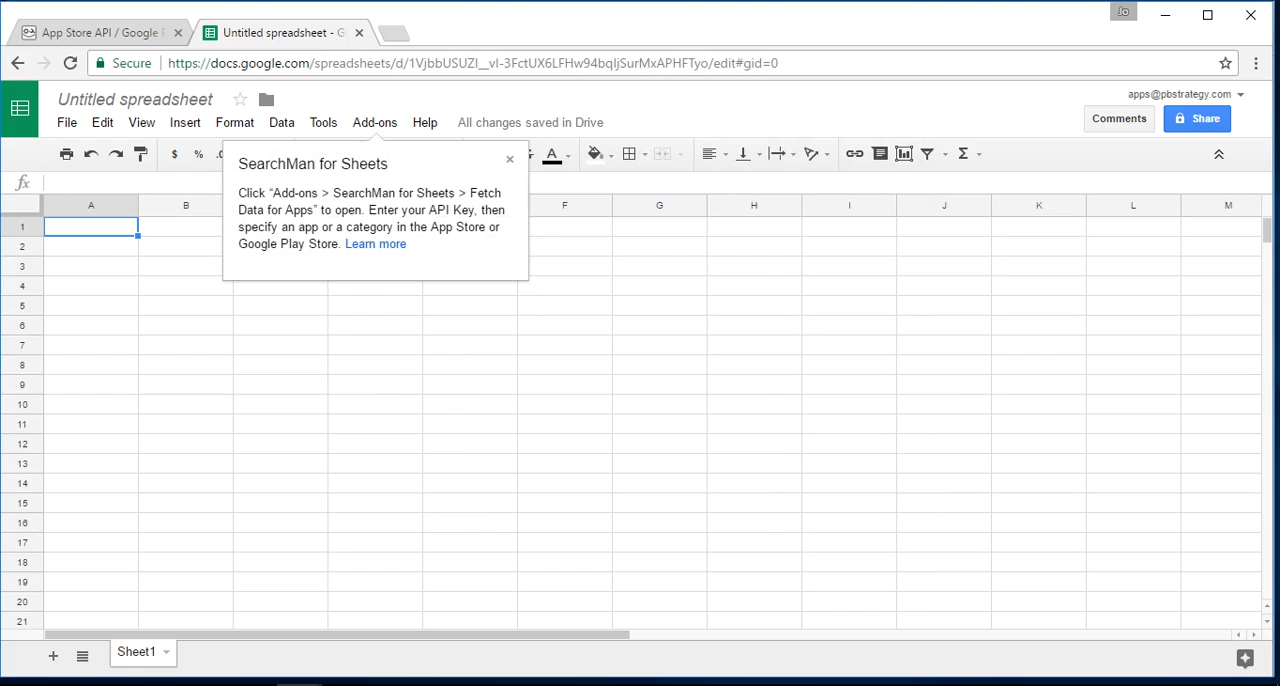 Jo
App Store API / Google
Untitled spreadsheet - G
Secure https://docs.google.com/spreadsheets/d/1VjbbUSUZI__vI-3FctUX6LFHw94bqIjSurMxAPHFTyo/edit#gid=0
Untitled spreadsheet
apps@pbstrategy.com
File Edit View Insert Format Data Tools Add-ons Help All changes saved in Drive
Comments Share
$ % .0
SearchMan for Sheets
Click “Add-ons > SearchMan for Sheets > Fetch
Data for Apps” to open. Enter your API Key, then
specify an app or a category in the App Store or
Google Play Store. Learn more
fx
A B F G H I J K L M
1
2
3
4
5
6
7
8
9
10
11
12
13
14
15
16
17
18
19
20
21
Sheet1